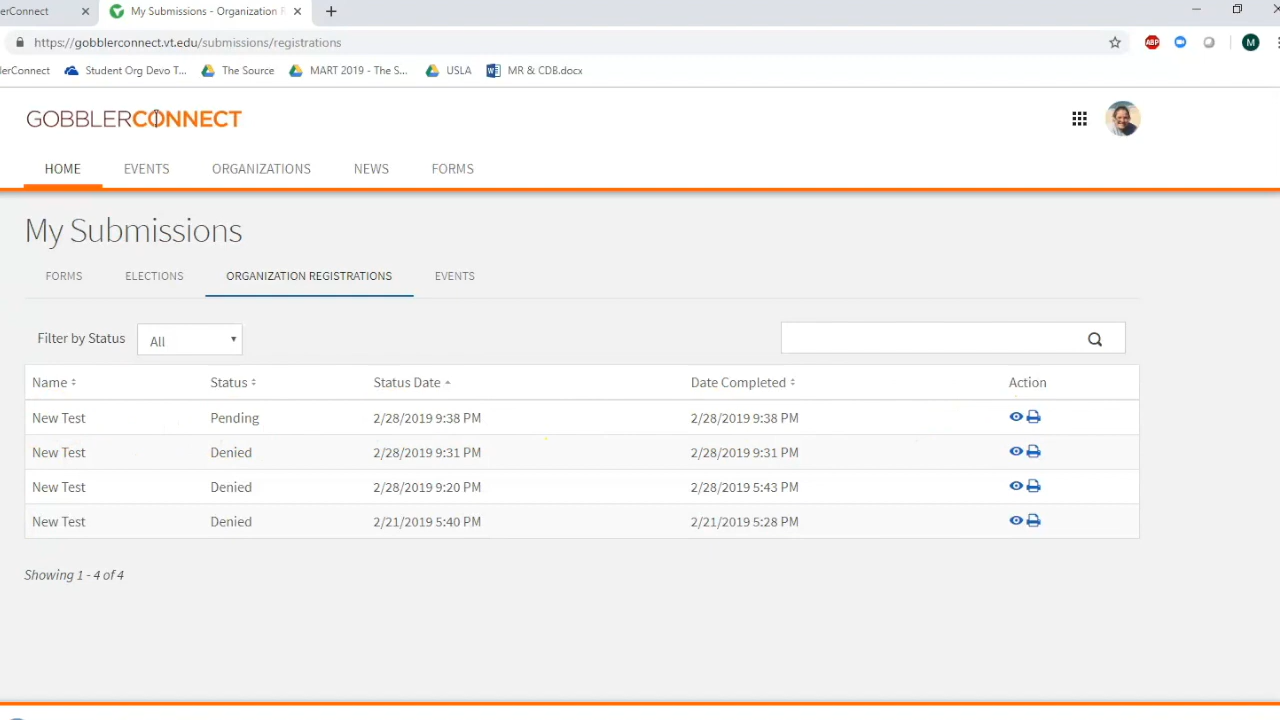 lerConnect
My Submissions - Organization R
https://gobblerconnect.vt.edu/submissions/registrations
ABP
M
lerConnect Student Org Devo T... The Source MART 2019 - The S... USLA MR & CDB.docx
GOBBLERCONNECT
HOME EVENTS ORGANIZATIONS NEWS FORMS
My Submissions
FORMS ELECTIONS ORGANIZATION REGISTRATIONS EVENTS
Filter by Status All
Name Status Status Date Date Completed Action
New Test Pending 2/28/2019 9:38 PM 2/28/2019 9:38 PM
New Test Denied 2/28/2019 9:31 PM 2/28/2019 9:31 PM
New Test Denied 2/28/2019 9:20 PM 2/28/2019 5:43 PM
New Test Denied 2/21/2019 5:40 PM 2/21/2019 5:28 PM
Showing 1 - 4 of 4